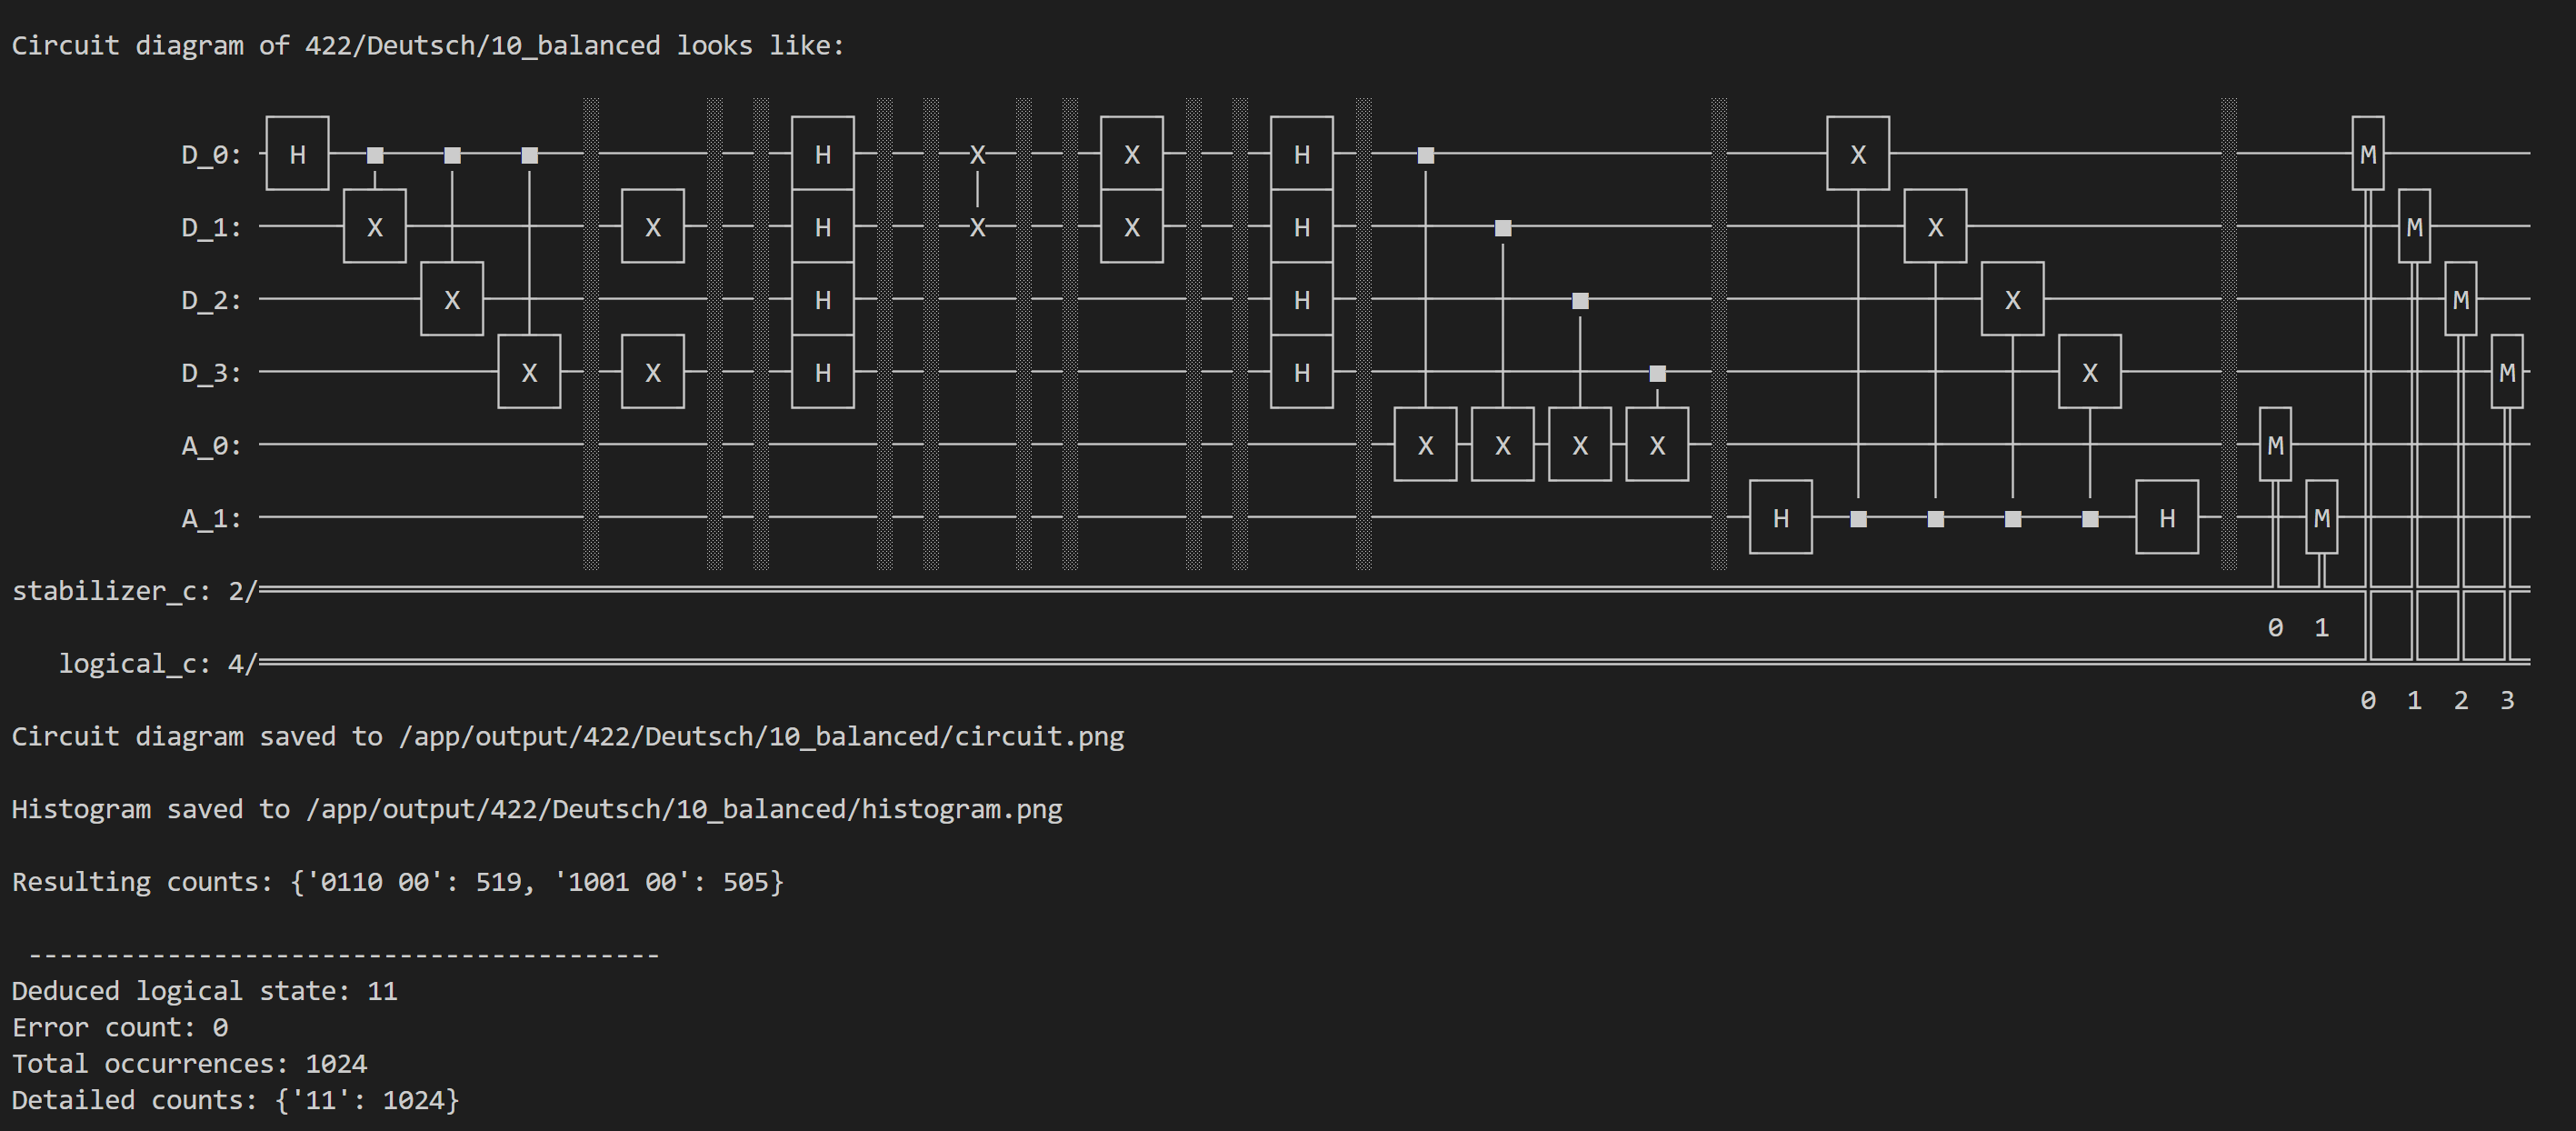 Circuit diagram of 422/Deutsch/10_balanced looks like:
D_0: H X H X H X M
D_1: X X H X X H X M
D_2: X H H X M
D_3: X X H H X M
A_0: X X X X M
A_1: H H M
stabilizer_c: 2/
0 1
logical_c: 4/
0 1 2 3
Circuit diagram saved to /app/output/422/Deutsch/10_balanced/circuit.png
Histogram saved to /app/output/422/Deutsch/10_balanced/histogram.png
Resulting counts: {'0110 00': 519, '1001 00': 505}
----------------------------------------
Deduced logical state: 11
Error count: 0
Total occurrences: 1024
Detailed counts: {'11': 1024}